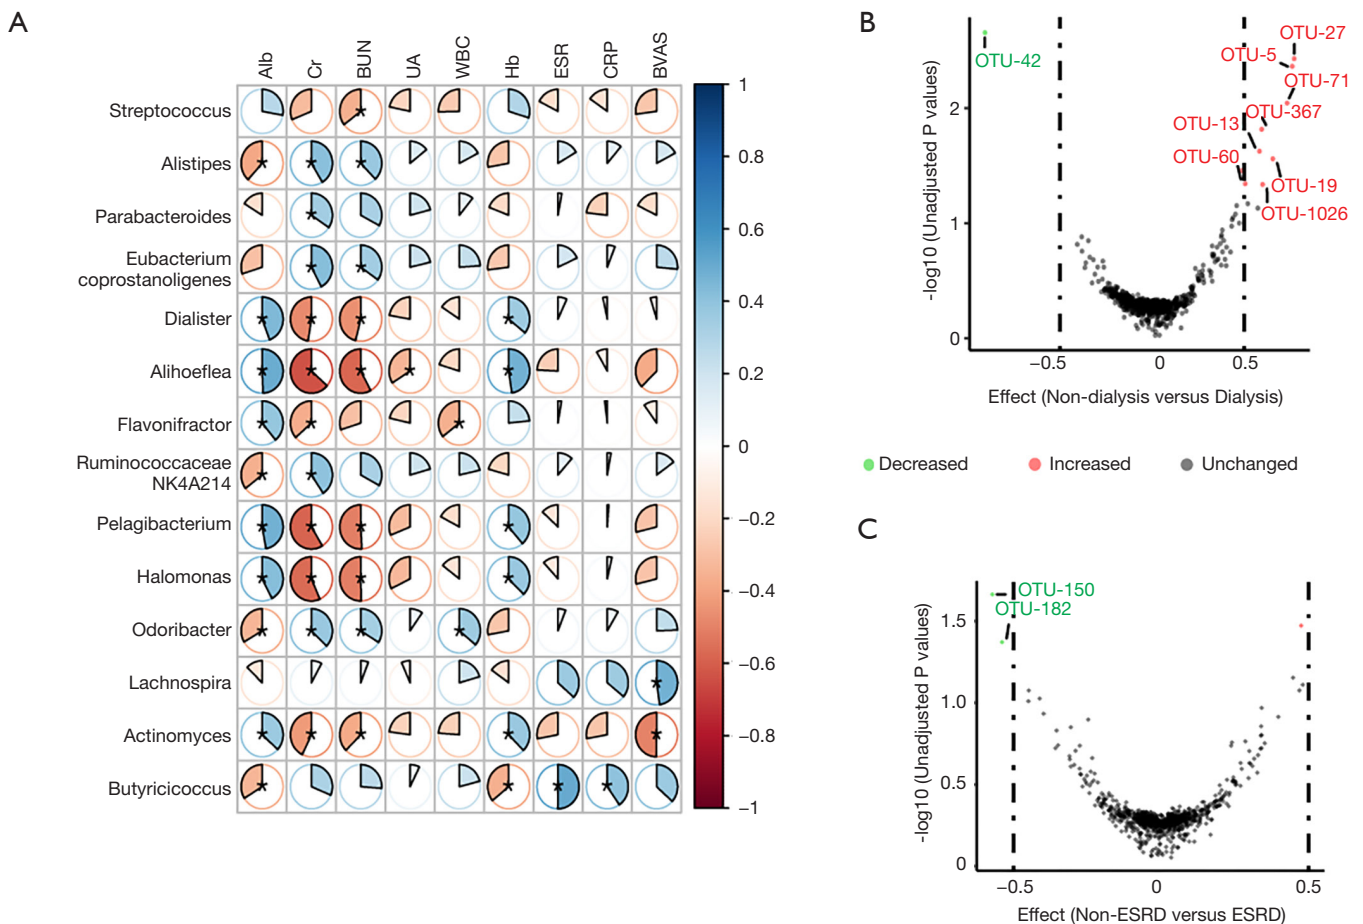 A
Alb
Cr
BUN
UA
WBC
Hb
ESR
CRP
BVAS
Streptococcus
Alistipes
Parabacteroides
Eubacterium
coprostanoligenes
Dialister
Alihoeflea
Flavonifractor
Ruminococcaceae
NK4A214
Pelagibacterium
Halomonas
Odoribacter
Lachnospira
Actinomyces
Butyricicoccus
1
0.8
0.6
0.4
0.2
0
−0.2
−0.4
−0.6
−0.8
−1
B
-log10 (Unadjusted P values)
2
1
0
OTU-42
OTU-27
OTU-5
OTU-71
OTU-367
OTU-13
OTU-60
OTU-19
OTU-1026
−0.5
0
0.5
Effect (Non-dialysis versus Dialysis)
Decreased
Increased
Unchanged
C
-log10 (Unadjusted P values)
1.5
1.0
0.5
0
OTU-150
OTU-182
−0.5
0
0.5
Effect (Non-ESRD versus ESRD)